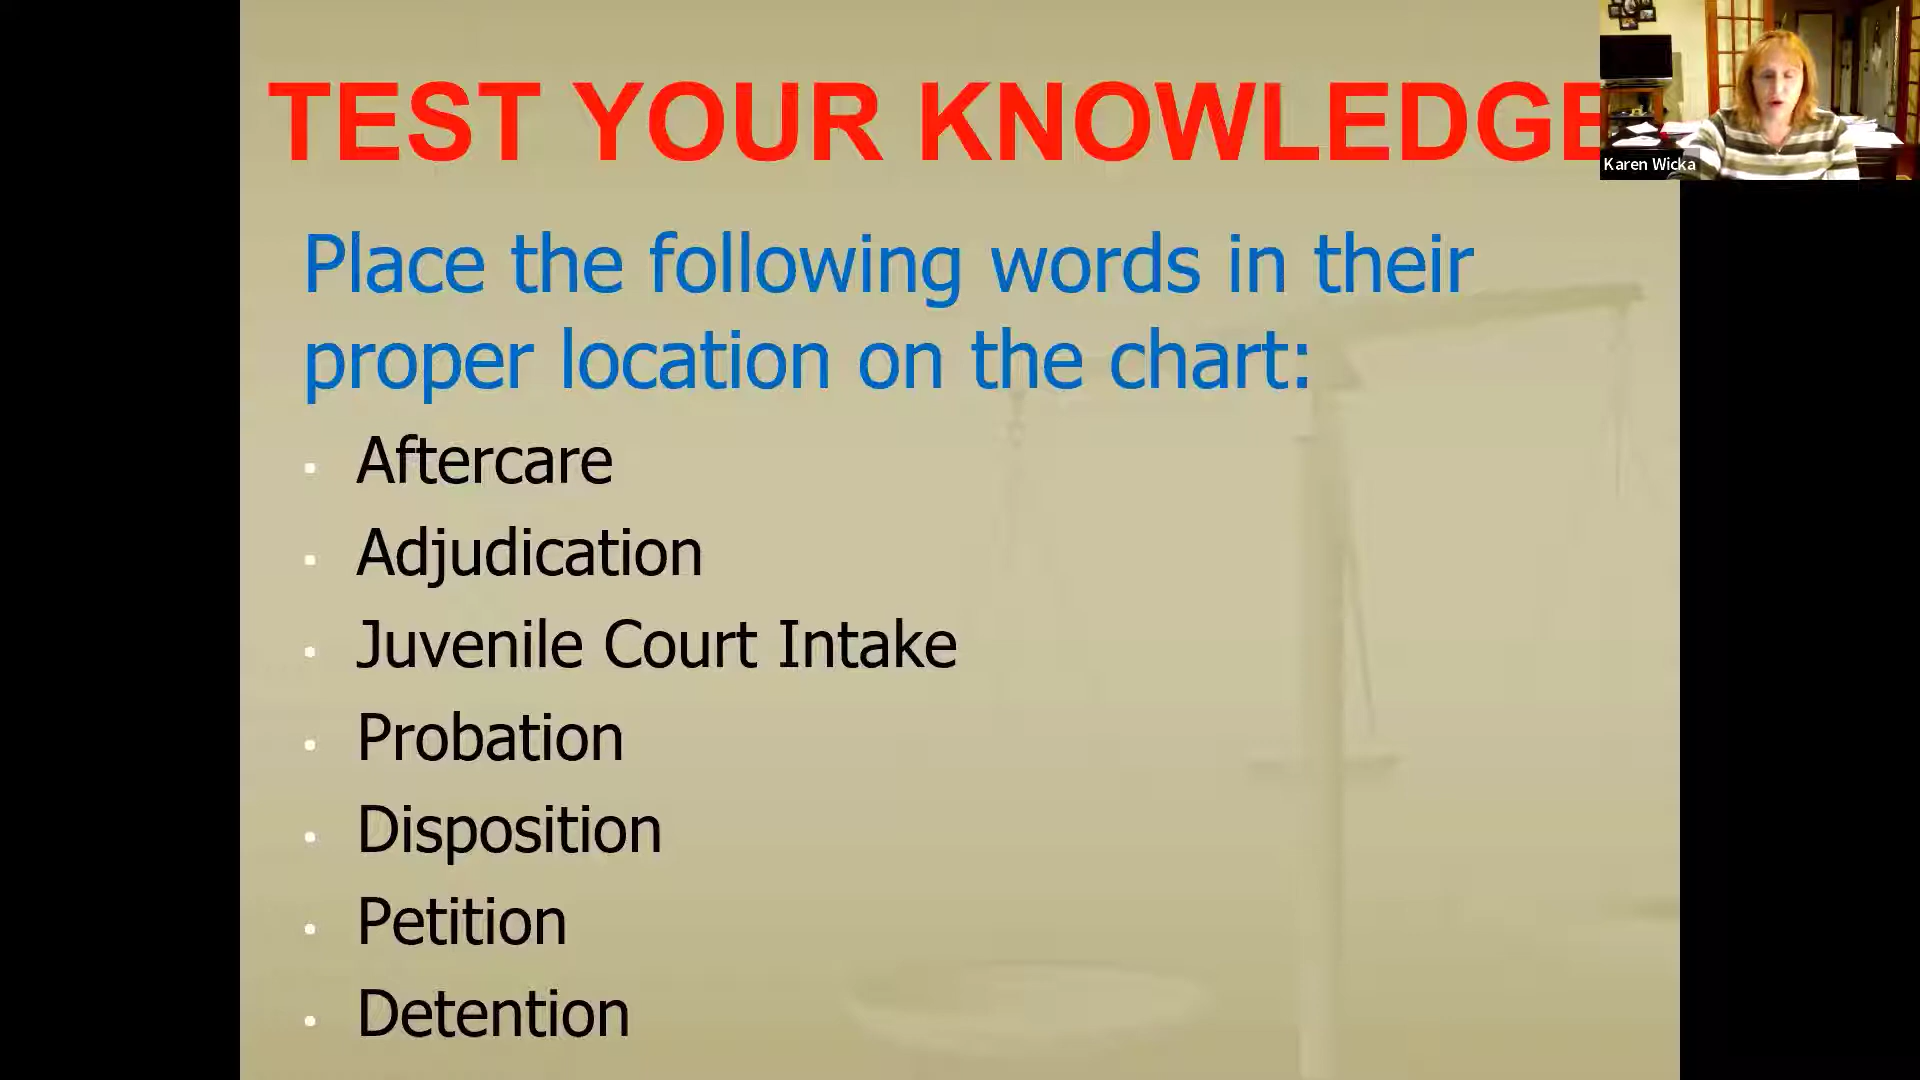 TEST YOUR KNOWLEDGE
Karen Wicka
Place the following words in their
proper location on the chart:
Aftercare
Adjudication
Juvenile Court Intake
Probation
Disposition
Petition
Detention